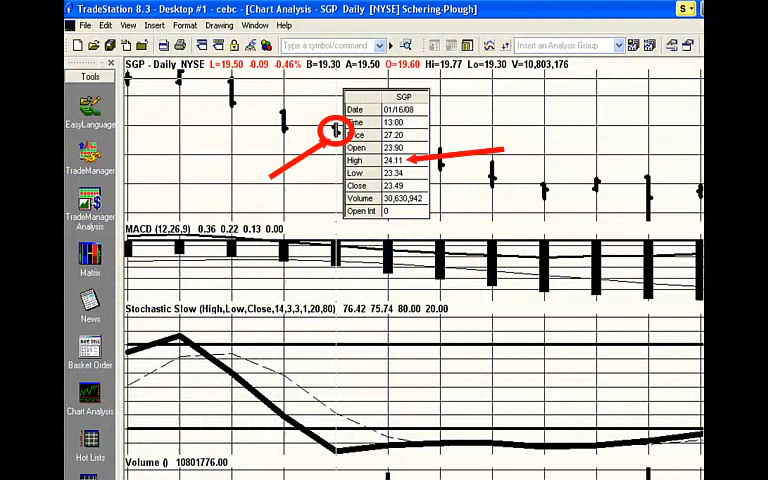 TradeStation 8.3 - Desktop #1 - cebc - [Chart Analysis - SGP Daily [NYSE] Schering-Plough]
S
File Edit View Insert Format Drawing Window Help
Type a symbol/command
Insert an Analysis Group
Tools
SGP - Daily NYSE L=19.50 -0.09 -0.46% B=19.30 A=19.50 O=19.60 Hi=19.77 Lo=19.30 V=10,803,176
SGP
Date 01/16/08
Time 13:00
Price 27.20
Open 23.90
High 24.11
Low 23.34
Close 23.49
Volume 30,630,942
Open Int 0
EasyLanguage
TradeManager
TradeManager
Analysis
Matrix
News
Basket Order
Chart Analysis
Hot Lists
MACD (12,26,9) 0.36 0.22 0.13 0.00
Stochastic Slow (High,Low,Close,14,3,3,1,20,80) 76.42 75.74 80.00 20.00
Volume () 10801776.00